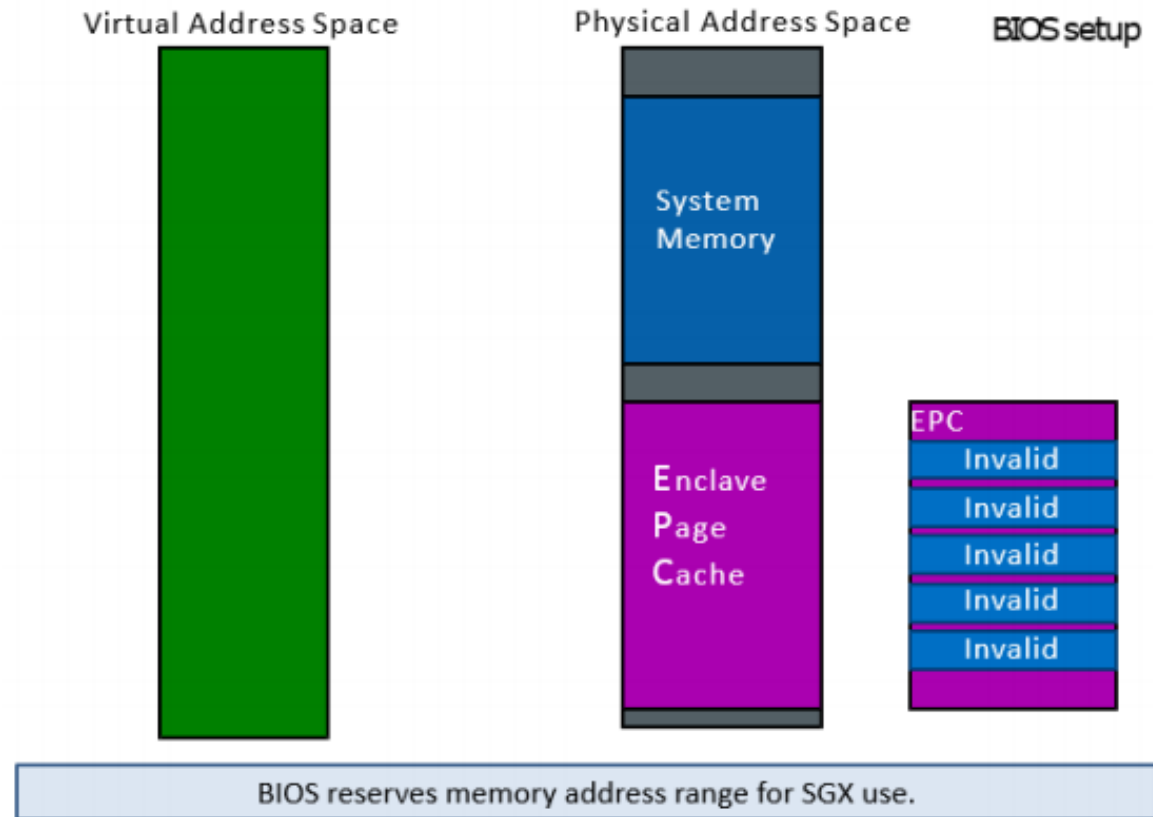 Virtual Address Space
Physical Address Space
BIOS setup
System
Memory
Enclave
Page
Cache
EPC
Invalid
Invalid
Invalid
Invalid
Invalid
BIOS reserves memory address range for SGX use.